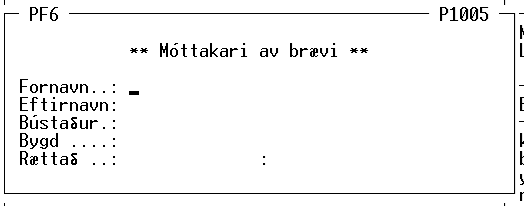 PF6 P1005
** Móttakari av brævi **
Fornavn..:
Eftirnavn:
Bústaður.:
Bygd ....:
Rættað ..: :